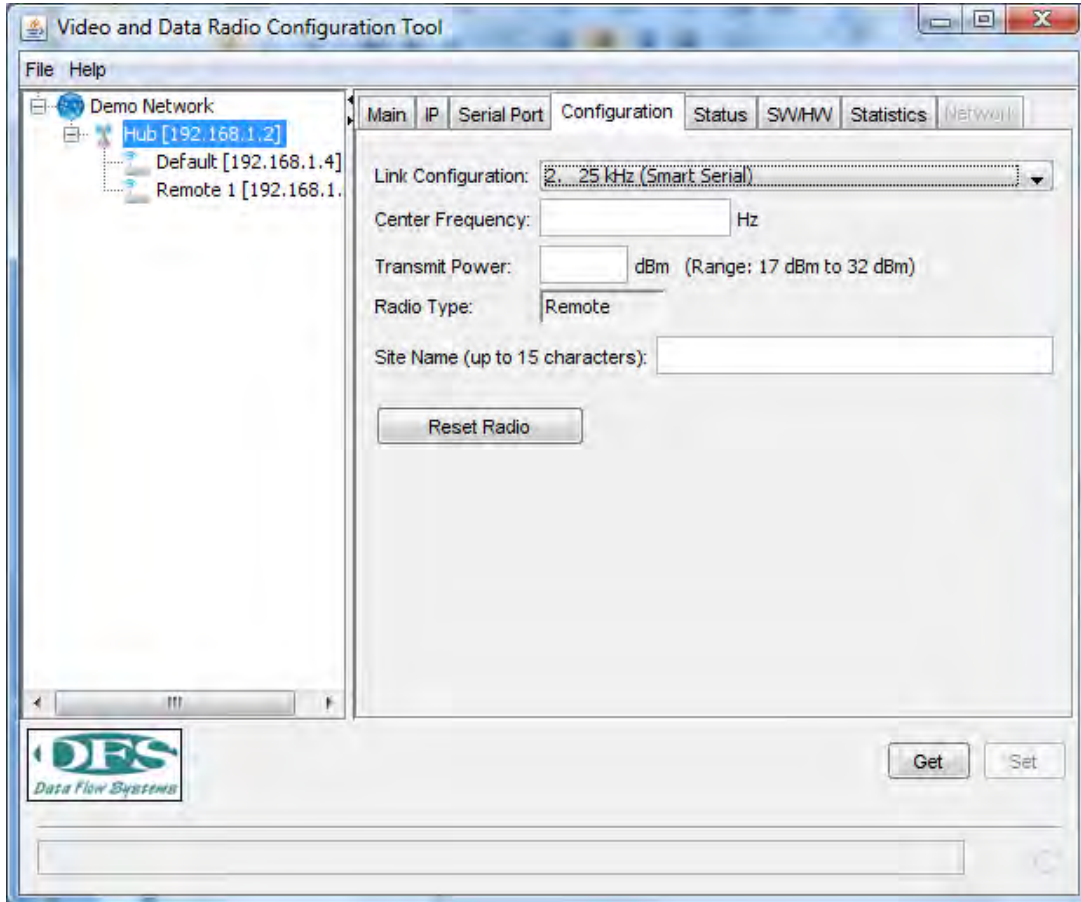 Video and Data Radio Configuration Tool
File Help
Demo Network
Hub [192.168.1.2]
Default [192.168.1.4]
Remote 1 [192.168.1.
Main IP Serial Port Configuration Status SW/HW Statistics Network
Link Configuration: 2. 25 kHz (Smart Serial)
Center Frequency: Hz
Transmit Power: dBm (Range: 17 dBm to 32 dBm)
Radio Type: Remote
Site Name (up to 15 characters):
Reset Radio
DFS
Data Flow Systems
Get Set